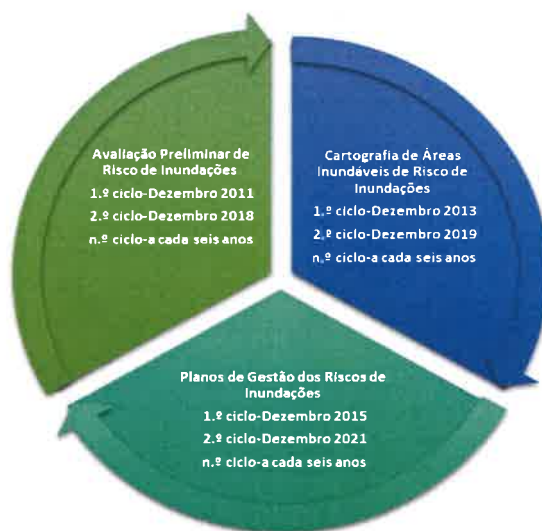 Avaliação Preliminar de
Risco de Inundações
1.º ciclo-Dezembro 2011
2.º ciclo-Dezembro 2018
n.º ciclo-a cada seis anos
Cartografia de Áreas
Inundáveis de Risco de
Inundações
1.º ciclo-Dezembro 2013
2.º ciclo-Dezembro 2019
n.º ciclo-a cada seis anos
Planos de Gestão dos Riscos de
Inundações
1.º ciclo-Dezembro 2015
2.º ciclo-Dezembro 2021
n.º ciclo-a cada seis anos